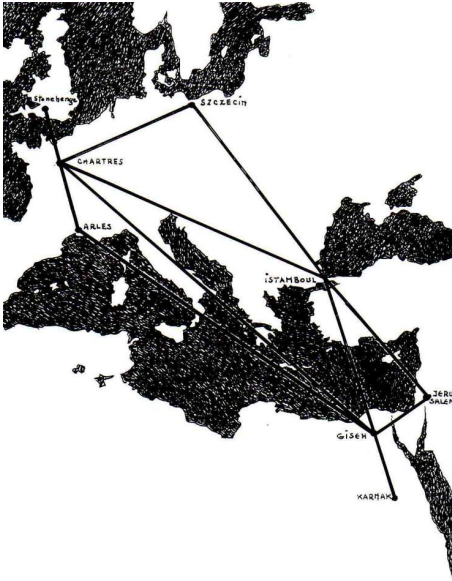 Stonehenge
SZCZECIN
CHARTRES
ARLES
iSTAMBOUL
JERU
SALEM
GiSEH
KARNAK